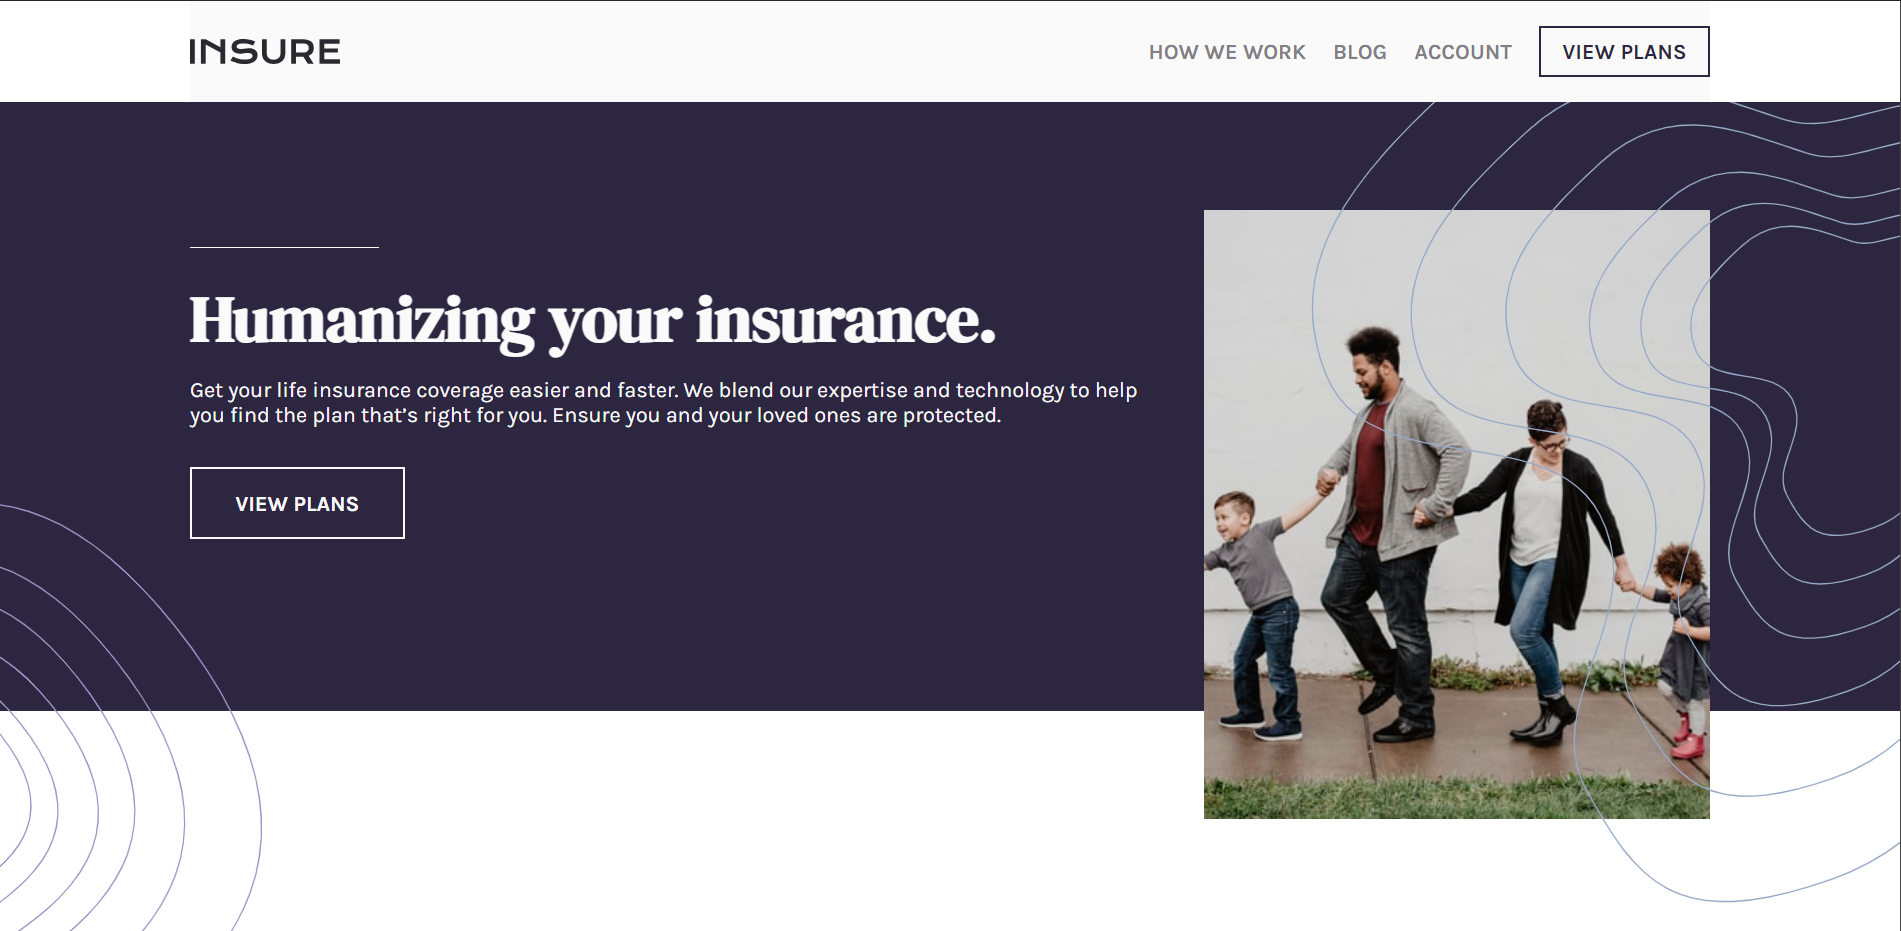 INSURE
HOW WE WORK BLOG ACCOUNT VIEW PLANS
Humanizing your insurance.
Get your life insurance coverage easier and faster. We blend our expertise and technology to help
you find the plan that’s right for you. Ensure you and your loved ones are protected.
VIEW PLANS